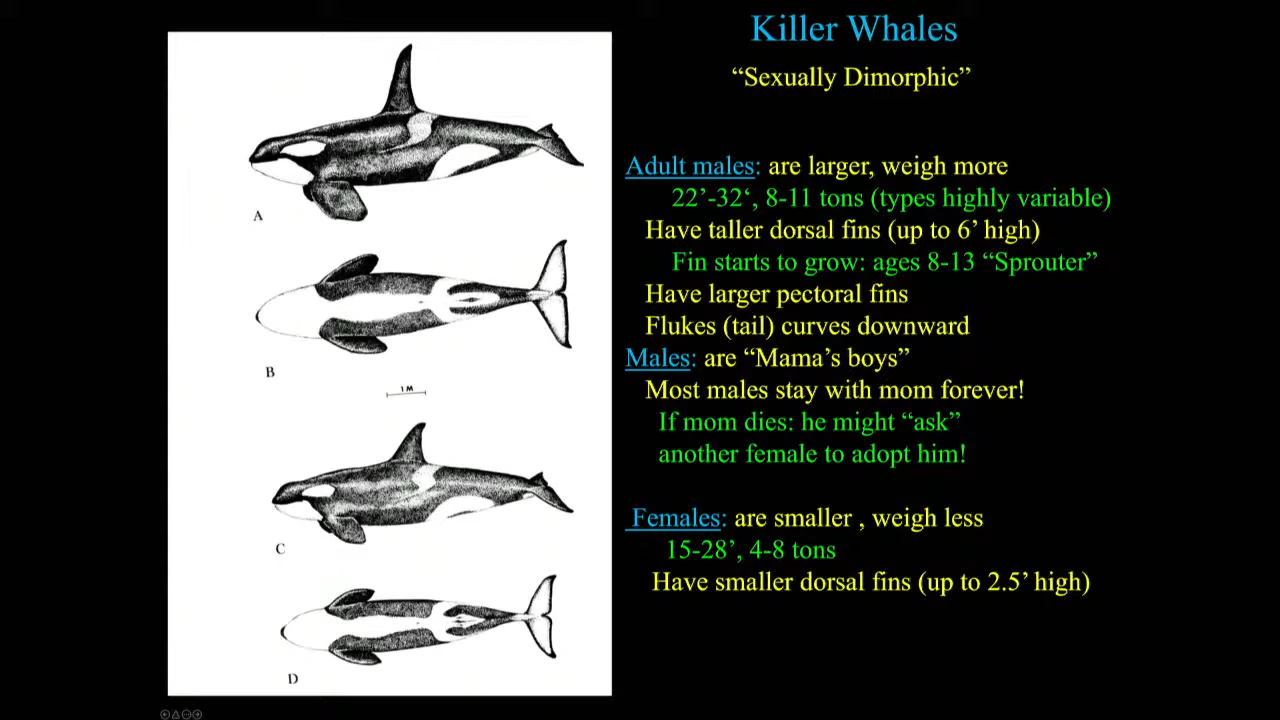 Killer Whales
“Sexually Dimorphic”
A
B
1 M
C
D
Adult males: are larger, weigh more
22’-32‘, 8-11 tons (types highly variable)
Have taller dorsal fins (up to 6’ high)
Fin starts to grow: ages 8-13 “Sprouter”
Have larger pectoral fins
Flukes (tail) curves downward
Males: are “Mama’s boys”
Most males stay with mom forever!
If mom dies: he might “ask”
another female to adopt him!
Females: are smaller , weigh less
15-28’, 4-8 tons
Have smaller dorsal fins (up to 2.5’ high)